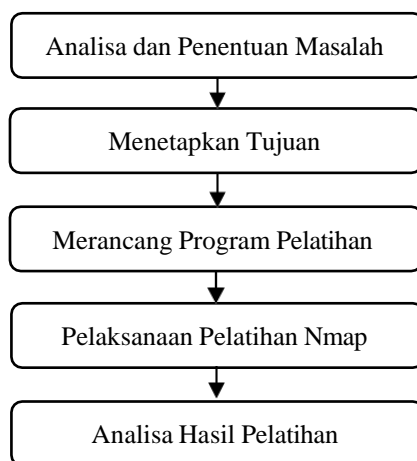 Analisa dan Penentuan Masalah
Menetapkan Tujuan
Merancang Program Pelatihan
Pelaksanaan Pelatihan Nmap
Analisa Hasil Pelatihan